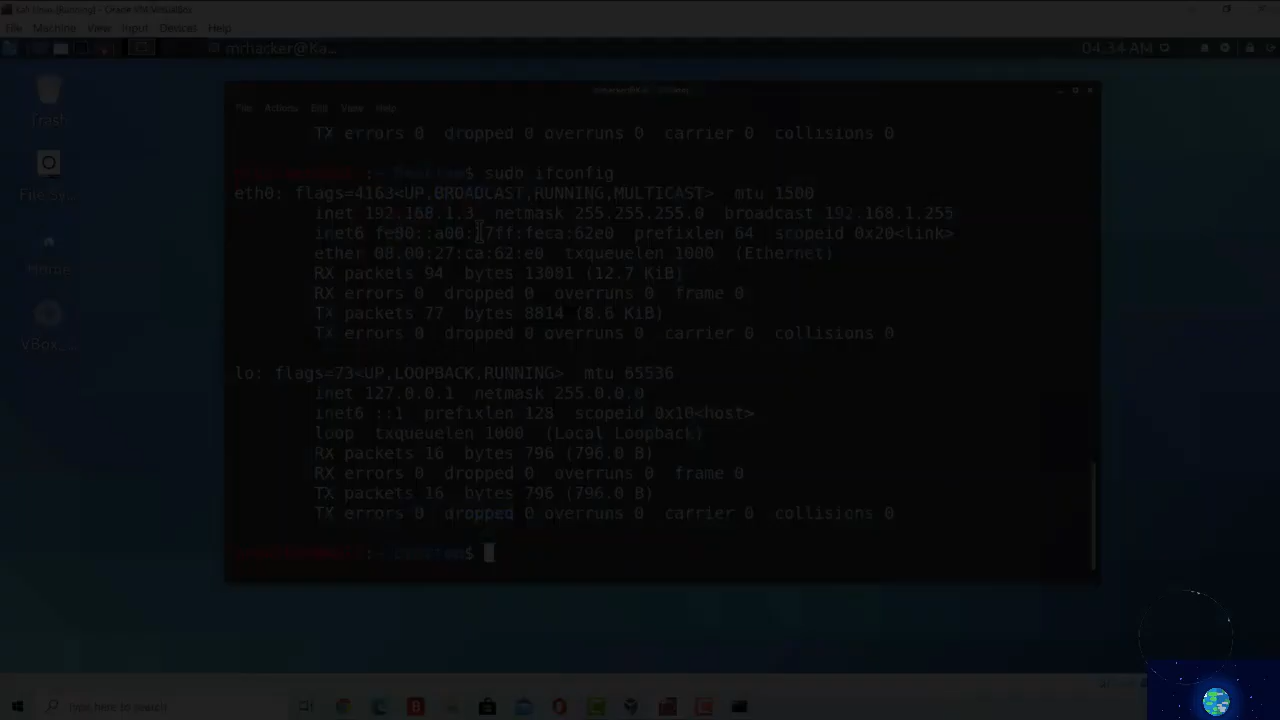 Kali Linux [Running] - Oracle VM VirtualBox
File Machine View Input Devices Help
mrhacker@Ka... 04:34 AM
Trash
File Sy...
Home
VBox_...
File Actions Edit View Help
TX errors 0 dropped 0 overruns 0 carrier 0 collisions 0
:~ $ sudo ifconfig
eth0: flags=4163<UP,BROADCAST,RUNNING,MULTICAST> mtu 1500
inet 192.168.1.3 netmask 255.255.255.0 broadcast 192.168.1.255
inet6 fe80::a00:27ff:feca:62e0 prefixlen 64 scopeid 0x20<link>
ether 08:00:27:ca:62:e0 txqueuelen 1000 (Ethernet)
RX packets 94 bytes 13081 (12.7 KiB)
RX errors 0 dropped 0 overruns 0 frame 0
TX packets 77 bytes 8814 (8.6 KiB)
TX errors 0 dropped 0 overruns 0 carrier 0 collisions 0
lo: flags=73<UP,LOOPBACK,RUNNING> mtu 65536
inet 127.0.0.1 netmask 255.0.0.0
inet6 ::1 prefixlen 128 scopeid 0x10<host>
loop txqueuelen 1000 (Local Loopback)
RX packets 16 bytes 796 (796.0 B)
RX errors 0 dropped 0 overruns 0 frame 0
TX packets 16 bytes 796 (796.0 B)
TX errors 0 dropped 0 overruns 0 carrier 0 collisions 0
:~ $
Type here to search